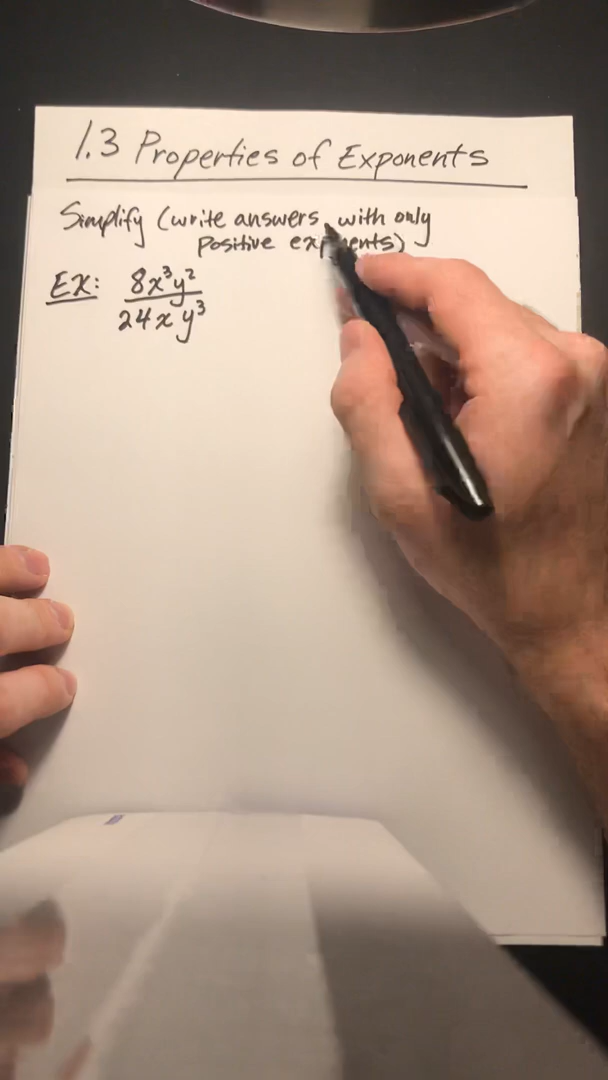 1.3 Properties of Exponents
Simplify (write answers with only
positive exponents)
EX: 8x³y²
24xy³